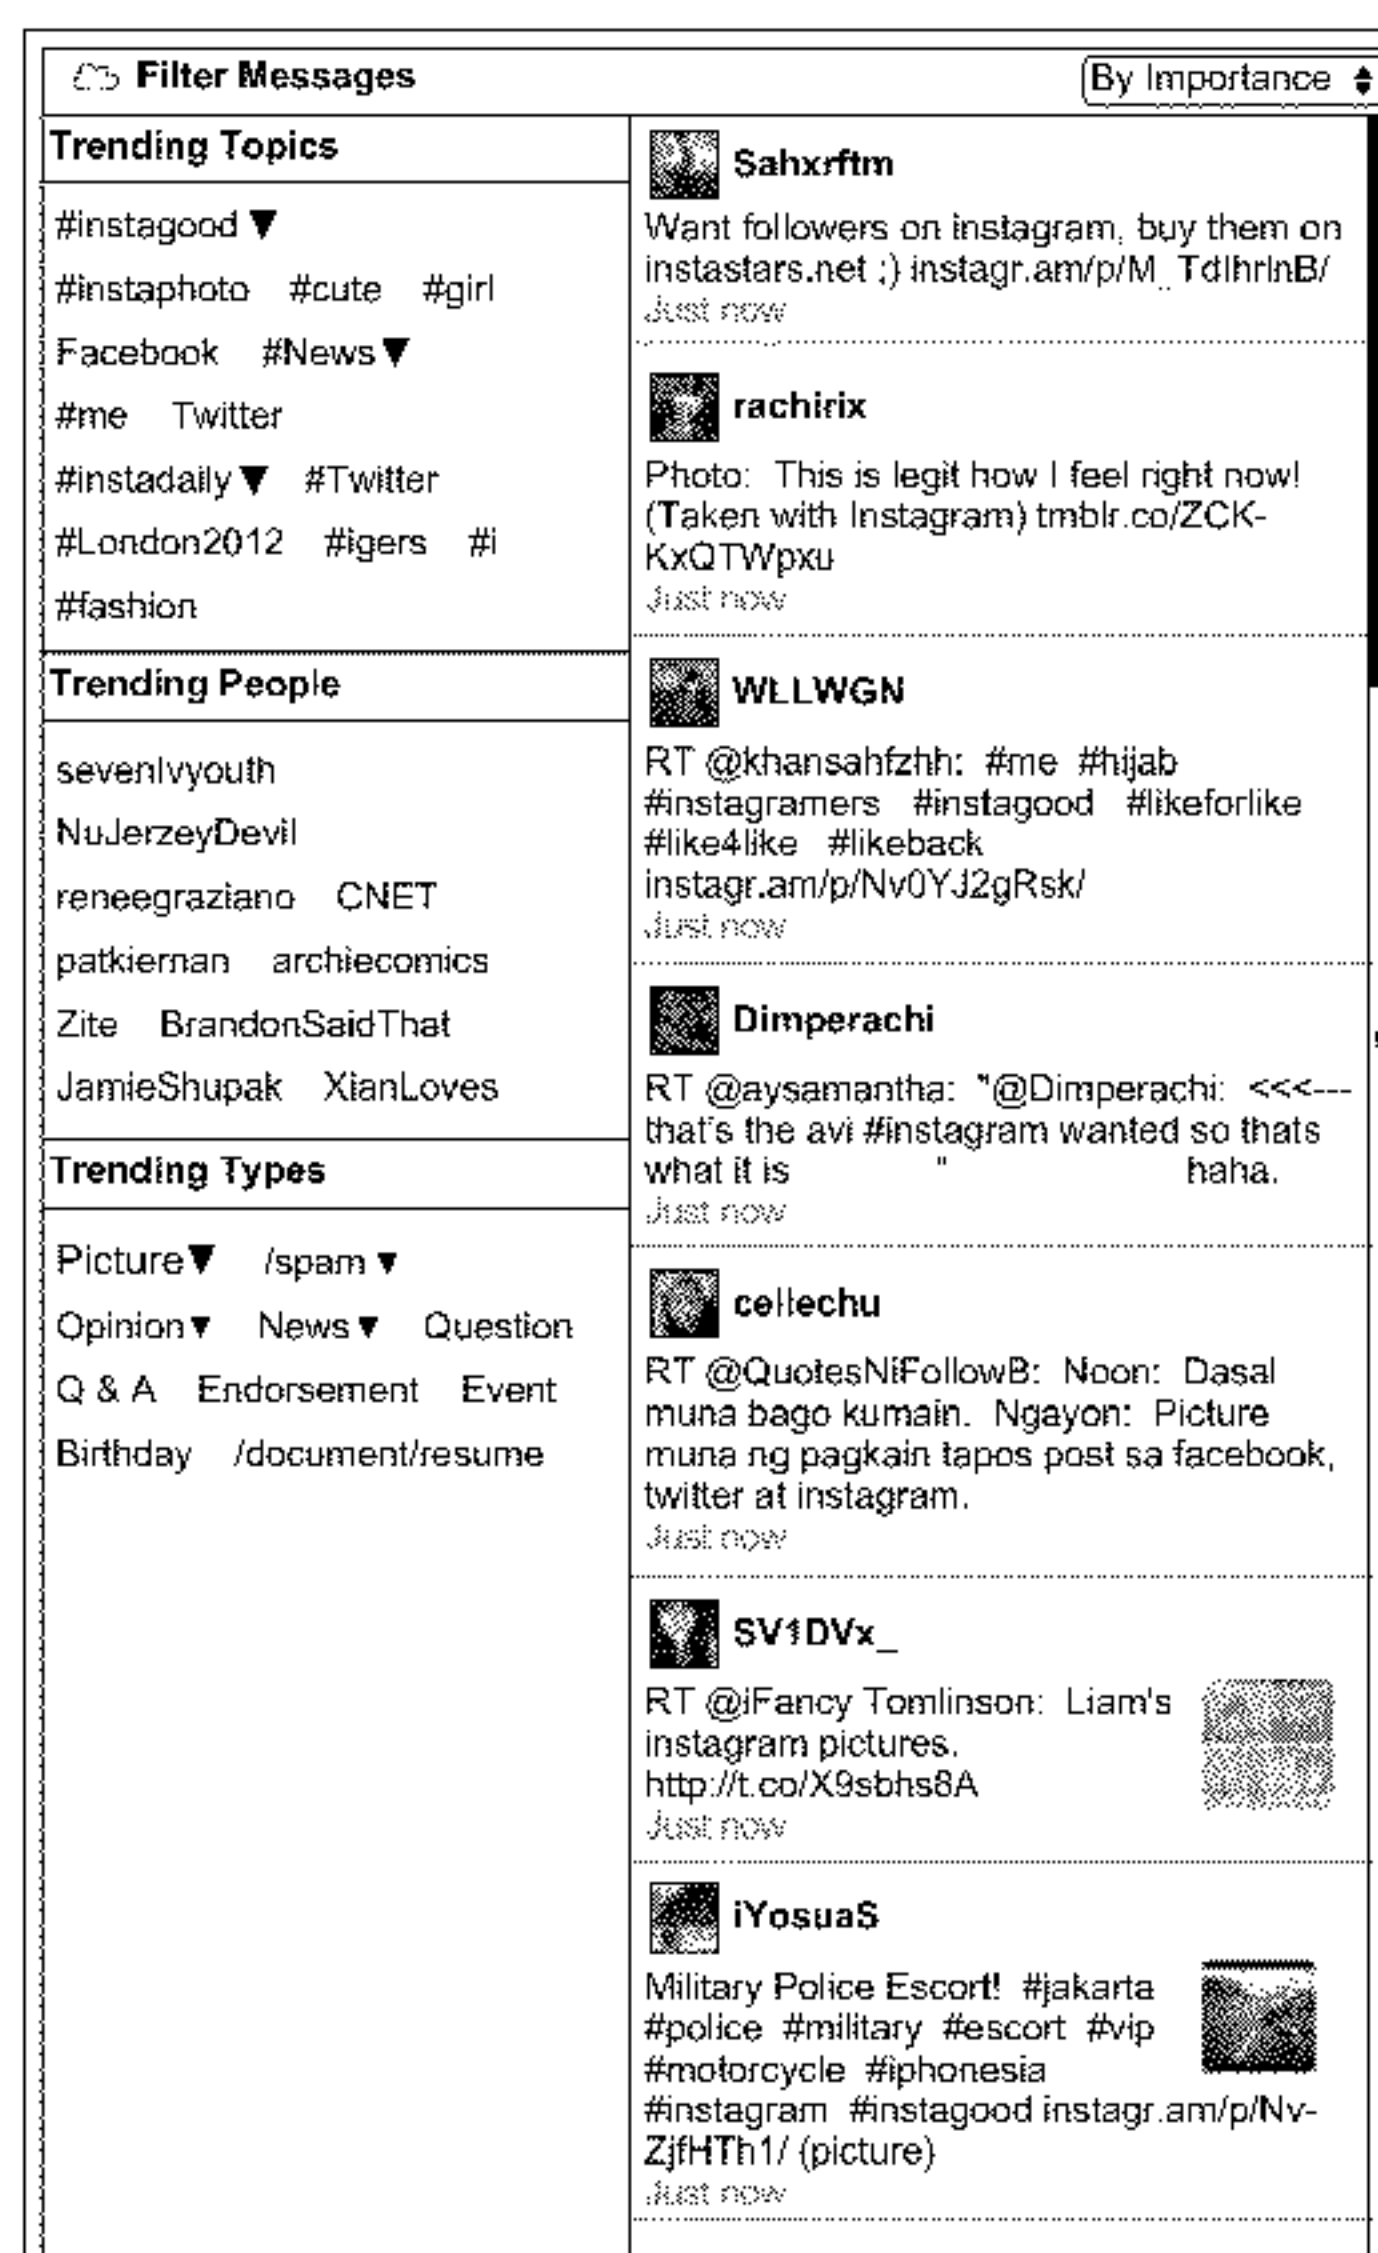 Filter Messages
By Importance
Trending Topics
#instagood ▼
#instaphoto #cute #girl
Facebook #News ▼
#me Twitter
#instadaily ▼ #Twitter
#London2012 #igers #i
#fashion
Trending People
sevenIvyouth
NuJerzeyDevil
reneegraziano CNET
patkiernan archiecomics
Zite BrandonSaidThat
JamieShupak XianLoves
Trending Types
Picture ▼ /spam ▼
Opinion ▼ News ▼ Question
Q & A Endorsement Event
Birthday /document/resume
Sahxrftm
Want followers on instagram, buy them on
instastars.net ;) instagr.am/p/M_TdlhrlnB/
Just now
rachirix
Photo: This is legit how I feel right now!
(Taken with Instagram) tmblr.co/ZCK-
KxQTWpxu
Just now
WLLWGN
RT @khansahfzhh: #me #hijab
#instagramers #instagood #likeforlike
#like4like #likeback
instagr.am/p/Nv0YJ2gRsk/
Just now
Dimperachi
RT @aysamantha: "@Dimperachi: <<<---
that's the avi #instagram wanted so thats
what it is " haha.
Just now
cellechu
RT @QuotesNiFollowB: Noon: Dasal
muna bago kumain. Ngayon: Picture
muna ng pagkain tapos post sa facebook,
twitter at instagram.
Just now
SV1DVx_
RT @iFancy Tomlinson: Liam's
instagram pictures.
http://t.co/X9sbhs8A
Just now
iYosuaS
Military Police Escort! #jakarta
#police #military #escort #vip
#motorcycle #iphonesia
#instagram #instagood instagr.am/p/Nv-
ZjfHTh1/ (picture)
Just now